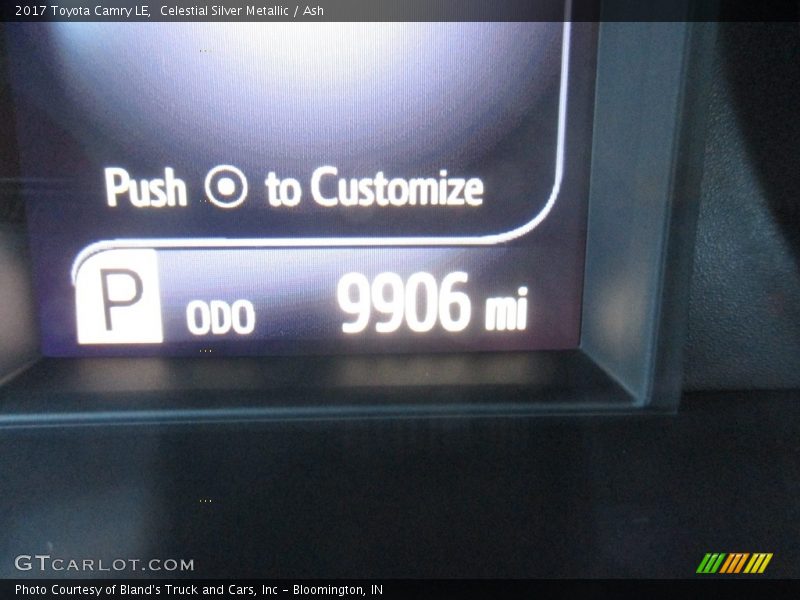 2017 Toyota Camry LE,  Celestial Silver Metallic / Ash
Push to Customize
P ODO 9906 mi
GTCARLOT.COM
Photo Courtesy of Bland's Truck and Cars, Inc – Bloomington, IN